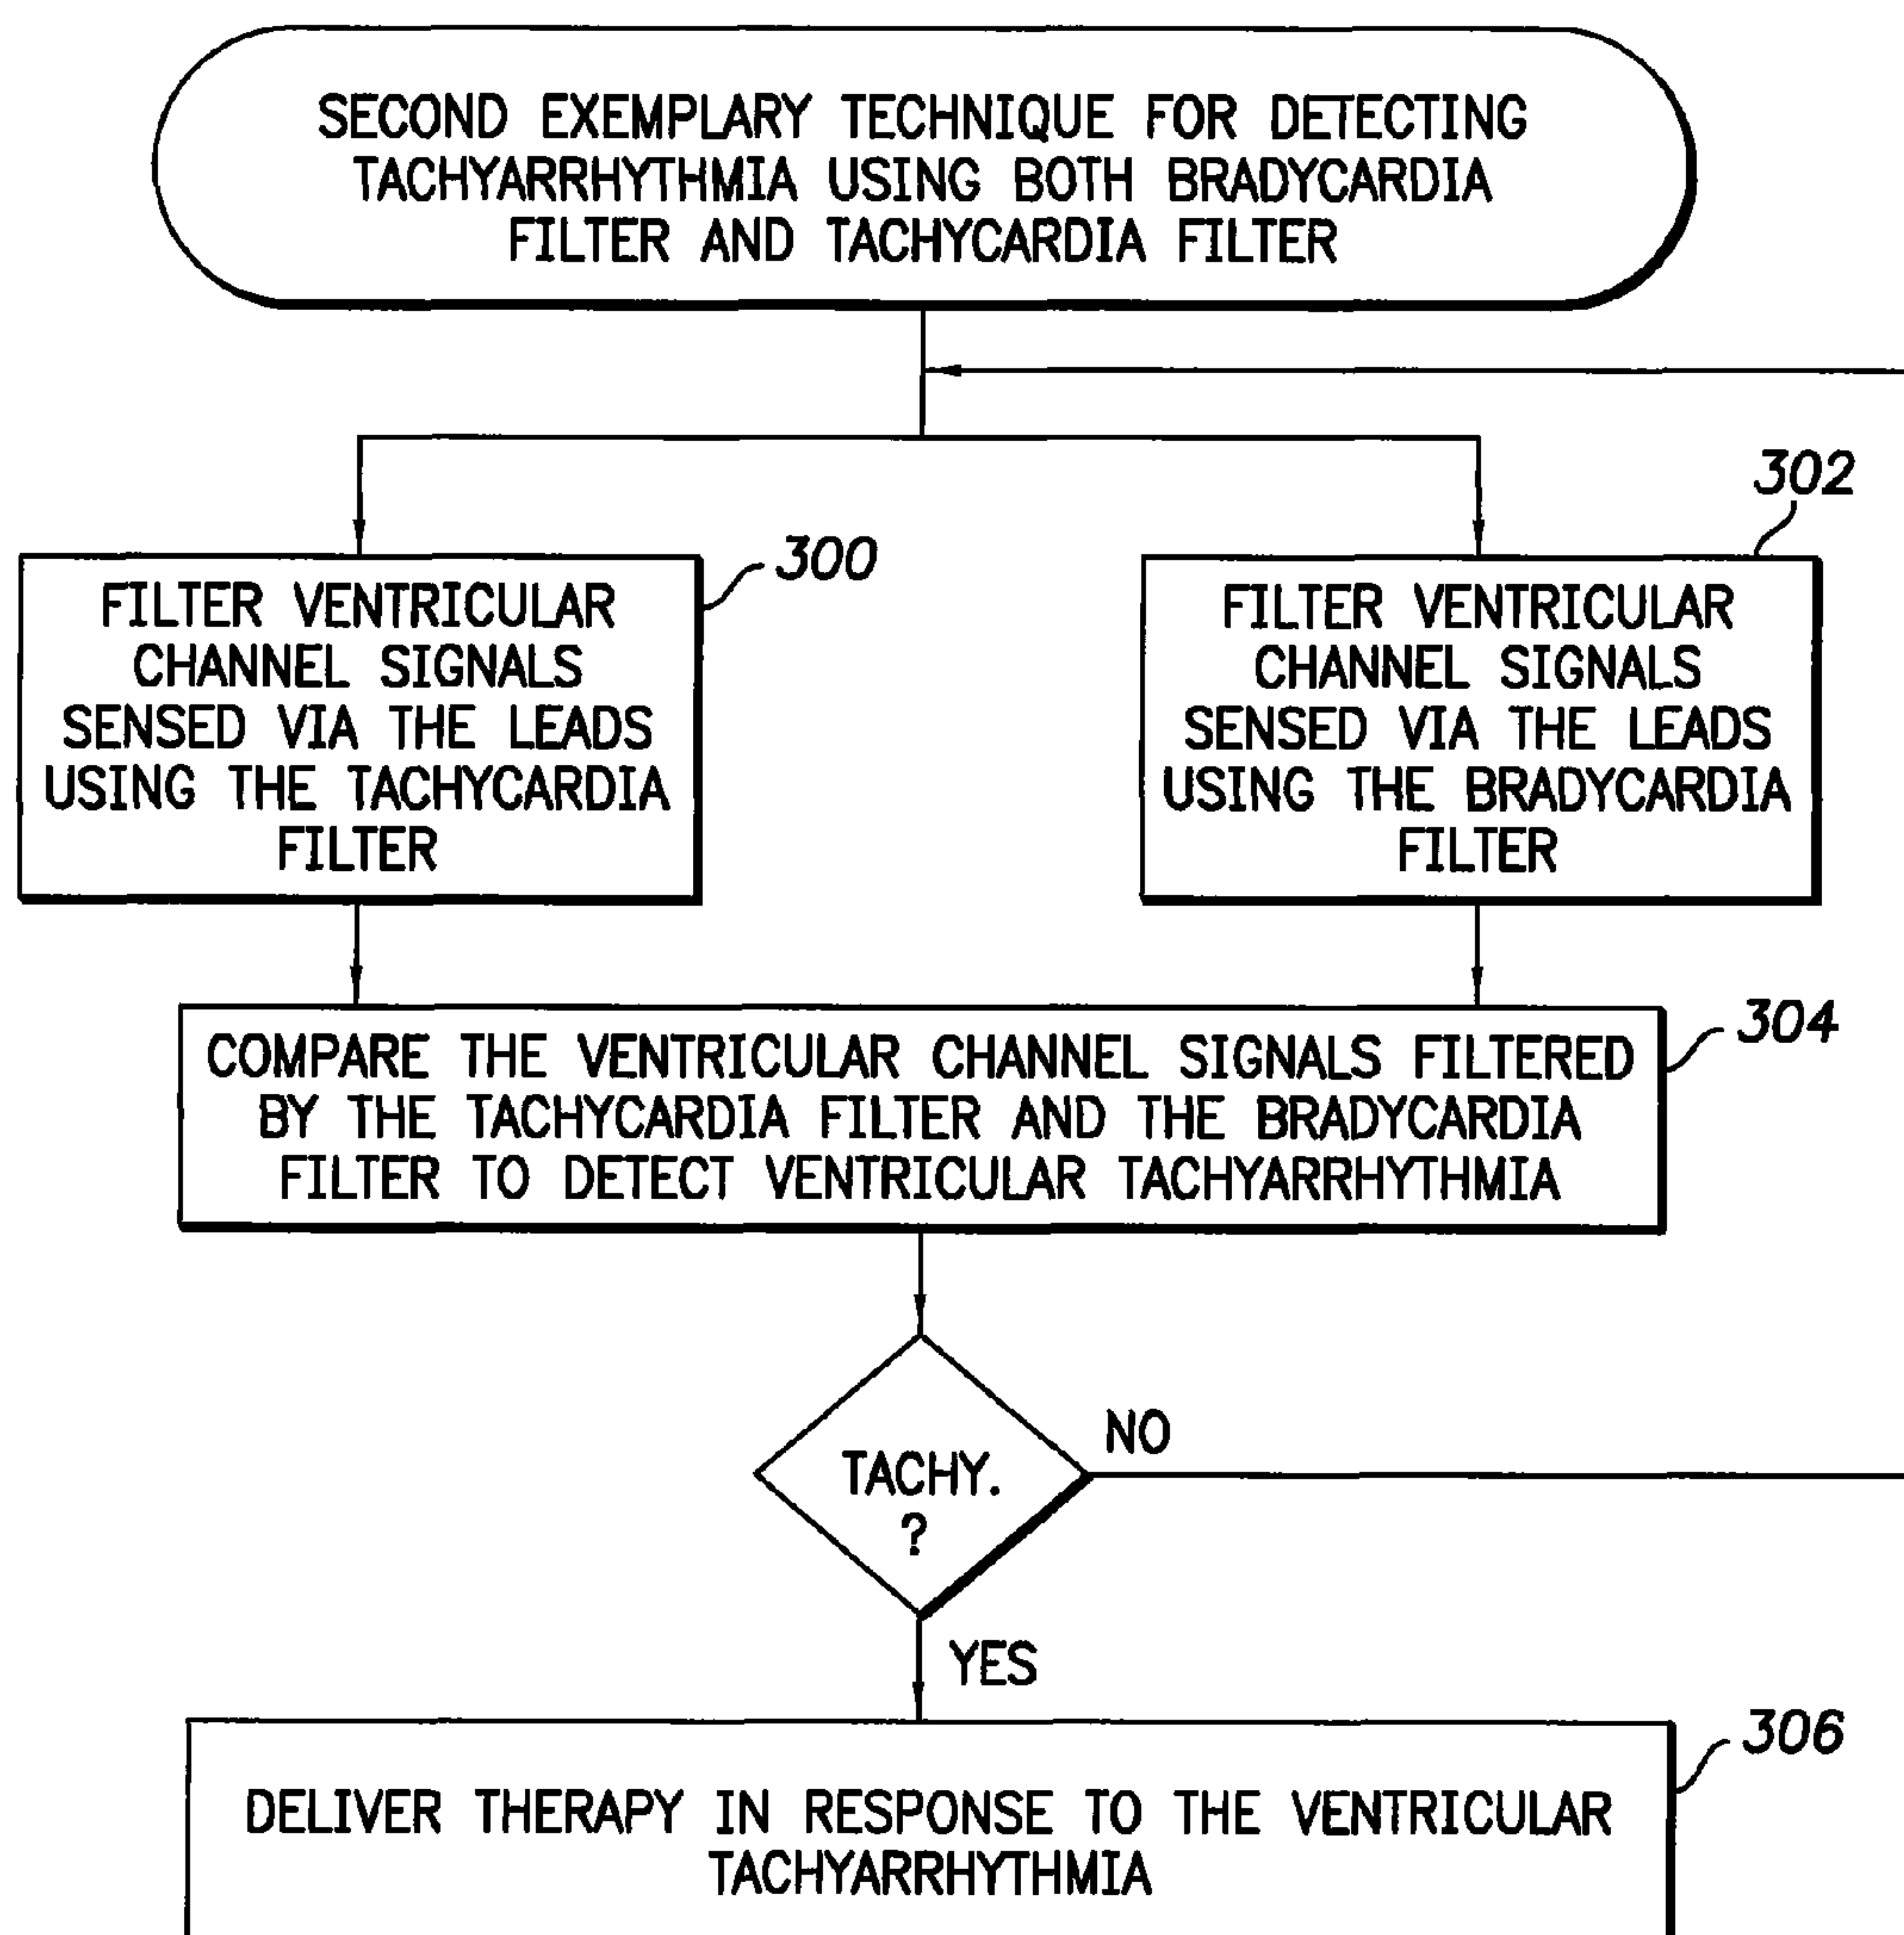 SECOND EXEMPLARY TECHNIQUE FOR DETECTING
TACHYARRHYTHMIA USING BOTH BRADYCARDIA
FILTER AND TACHYCARDIA FILTER
300
FILTER VENTRICULAR
CHANNEL SIGNALS
SENSED VIA THE LEADS
USING THE TACHYCARDIA
FILTER
302
FILTER VENTRICULAR
CHANNEL SIGNALS
SENSED VIA THE LEADS
USING THE BRADYCARDIA
FILTER
304
COMPARE THE VENTRICULAR CHANNEL SIGNALS FILTERED
BY THE TACHYCARDIA FILTER AND THE BRADYCARDIA
FILTER TO DETECT VENTRICULAR TACHYARRHYTHMIA
TACHY.
?
NO
YES
306
DELIVER THERAPY IN RESPONSE TO THE VENTRICULAR
TACHYARRHYTHMIA